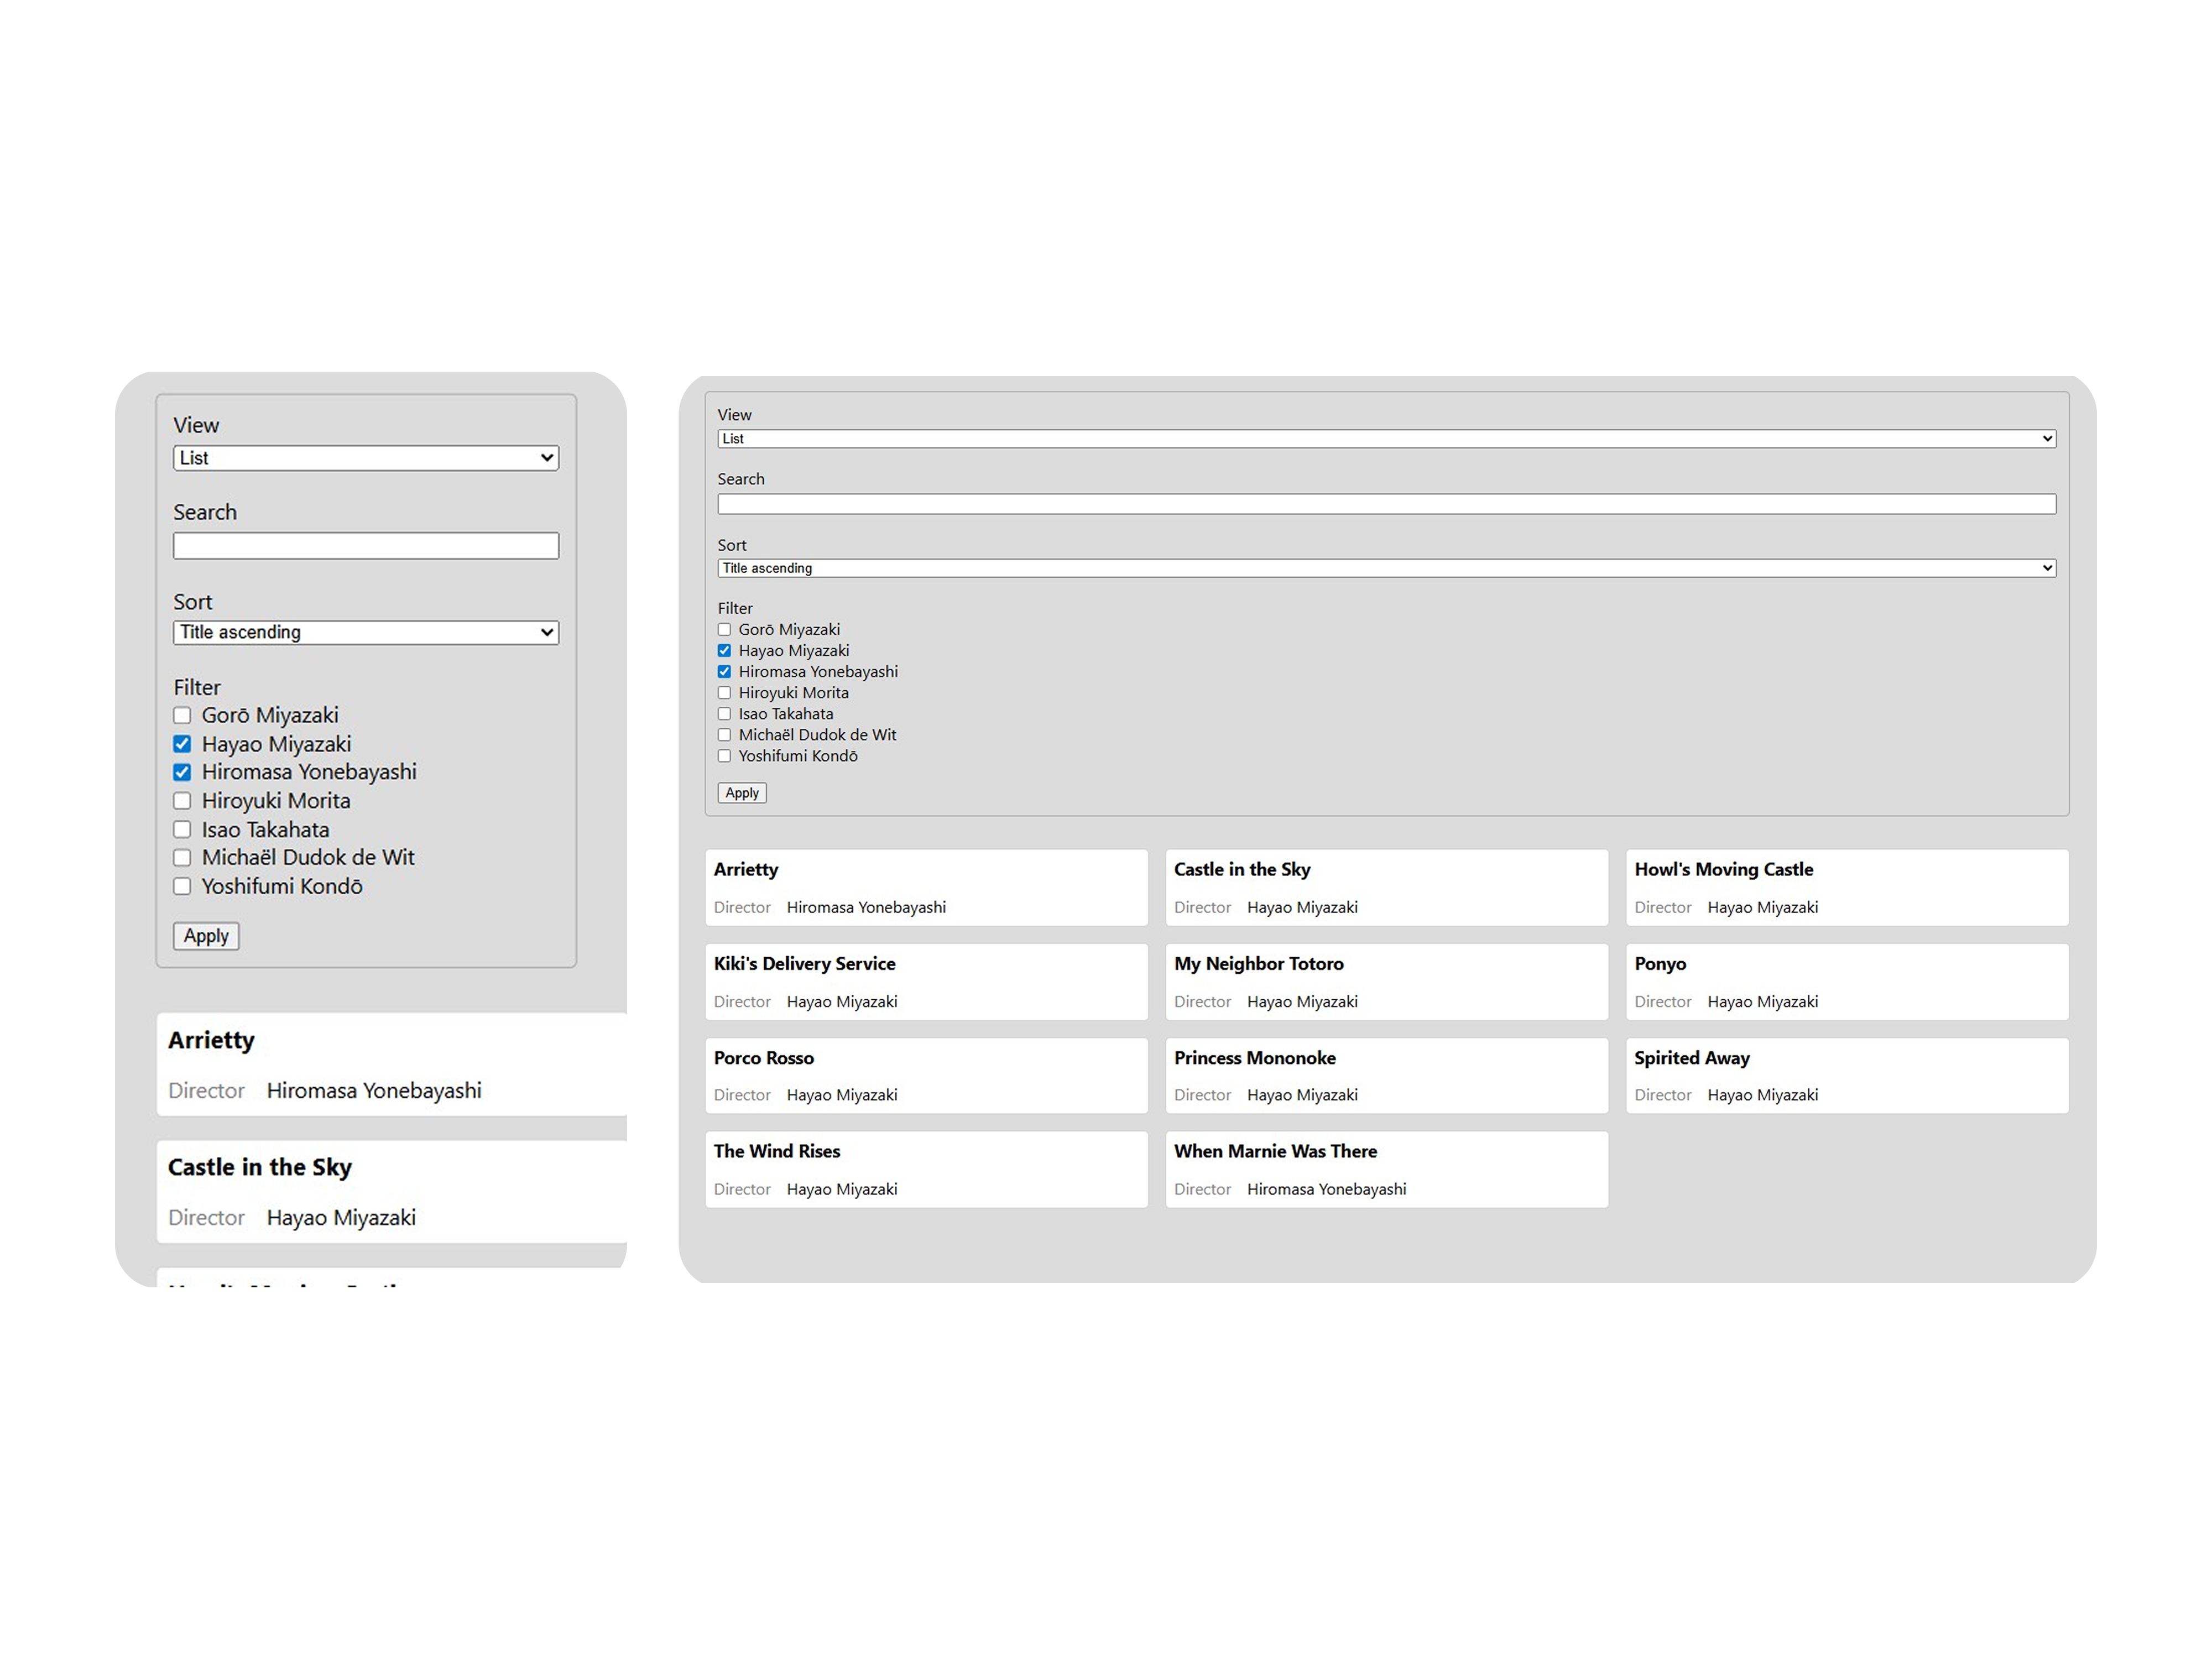 View
List
Search
Sort
Title ascending
Filter
Gorō Miyazaki
Hayao Miyazaki
Hiromasa Yonebayashi
Hiroyuki Morita
Isao Takahata
Michaël Dudok de Wit
Yoshifumi Kondō
Apply
Arrietty
Director Hiromasa Yonebayashi
Castle in the Sky
Director Hayao Miyazaki
View
List
Search
Sort
Title ascending
Filter
Gorō Miyazaki
Hayao Miyazaki
Hiromasa Yonebayashi
Hiroyuki Morita
Isao Takahata
Michaël Dudok de Wit
Yoshifumi Kondō
Apply
Arrietty
Director Hiromasa Yonebayashi
Castle in the Sky
Director Hayao Miyazaki
Howl's Moving Castle
Director Hayao Miyazaki
Kiki's Delivery Service
Director Hayao Miyazaki
My Neighbor Totoro
Director Hayao Miyazaki
Ponyo
Director Hayao Miyazaki
Porco Rosso
Director Hayao Miyazaki
Princess Mononoke
Director Hayao Miyazaki
Spirited Away
Director Hayao Miyazaki
The Wind Rises
Director Hayao Miyazaki
When Marnie Was There
Director Hiromasa Yonebayashi